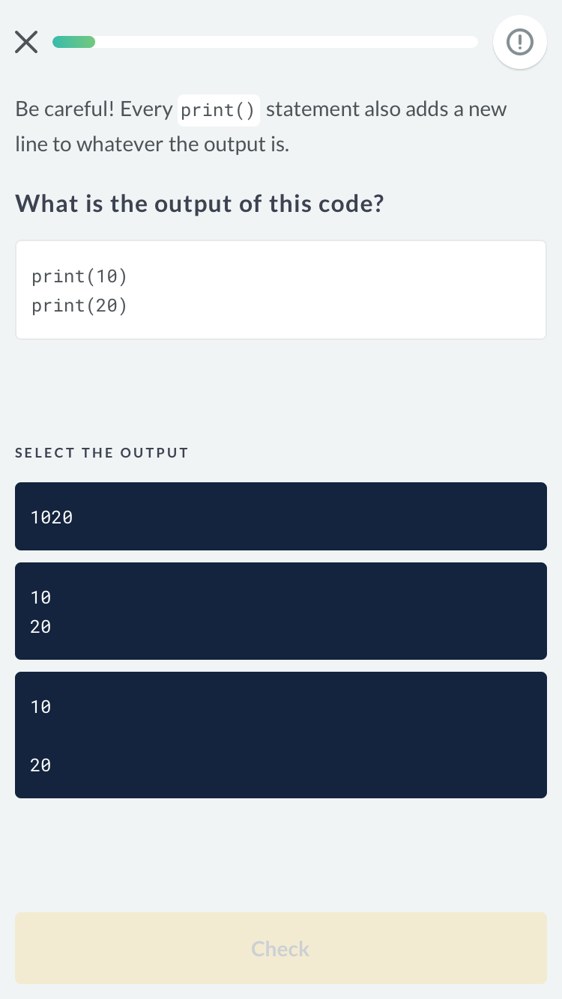 Be careful! Every print() statement also adds a new
line to whatever the output is.
What is the output of this code?
print(10)
print(20)
SELECT THE OUTPUT
1020
10
20
10
20
Check